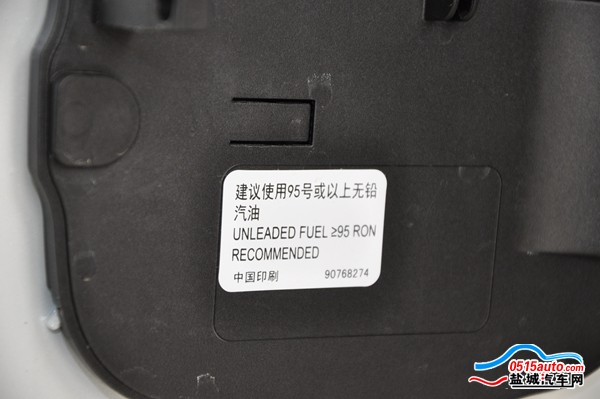 建议使用95号或以上无铅
汽油
UNLEADED FUEL ≥95 RON
RECOMMENDED
中国印刷 90768274
0515auto.com
盐城汽车网